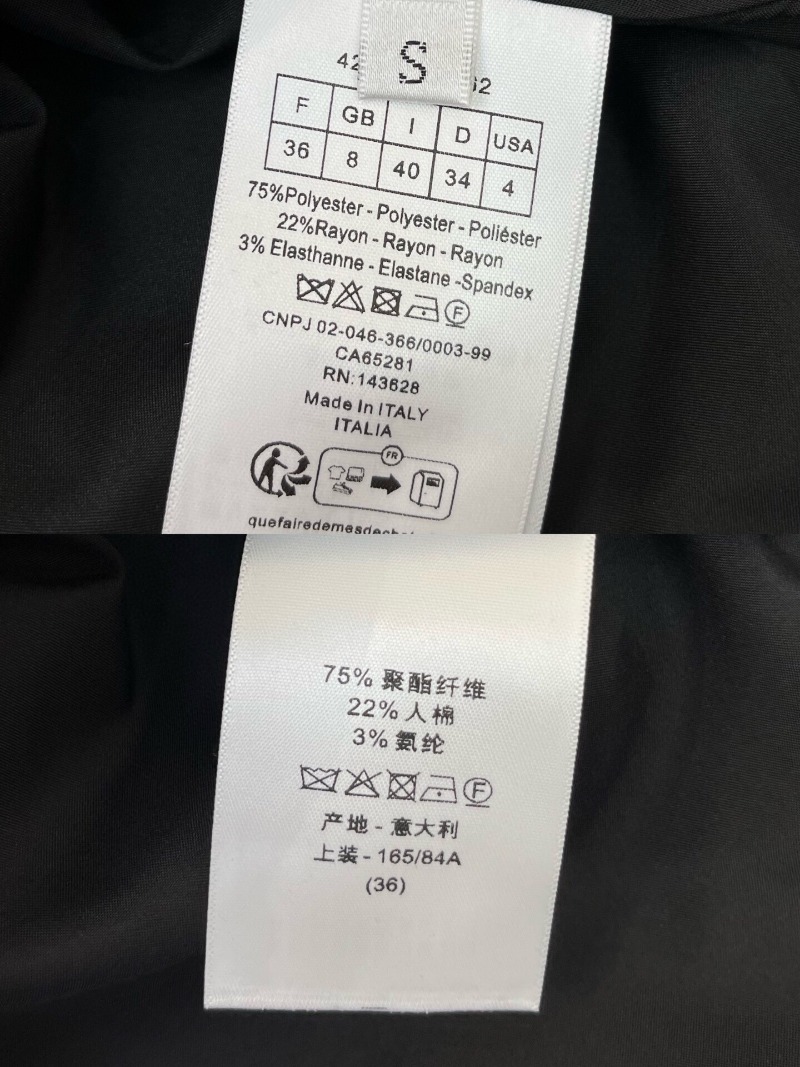 S
42
62
F GB I D USA
36 8 40 34 4
75%Polyester - Polyester - Poliéster
22%Rayon - Rayon - Rayon
3% Elasthanne - Elastane -Spandex
F
CNPJ 02-046-366/0003-99
CA65281
RN:143628
Made In ITALY
ITALIA
FR
75% 聚酯纤维
22% 人棉
3% 氨纶
F
产地 - 意大利
上装 - 165/84A
(36)